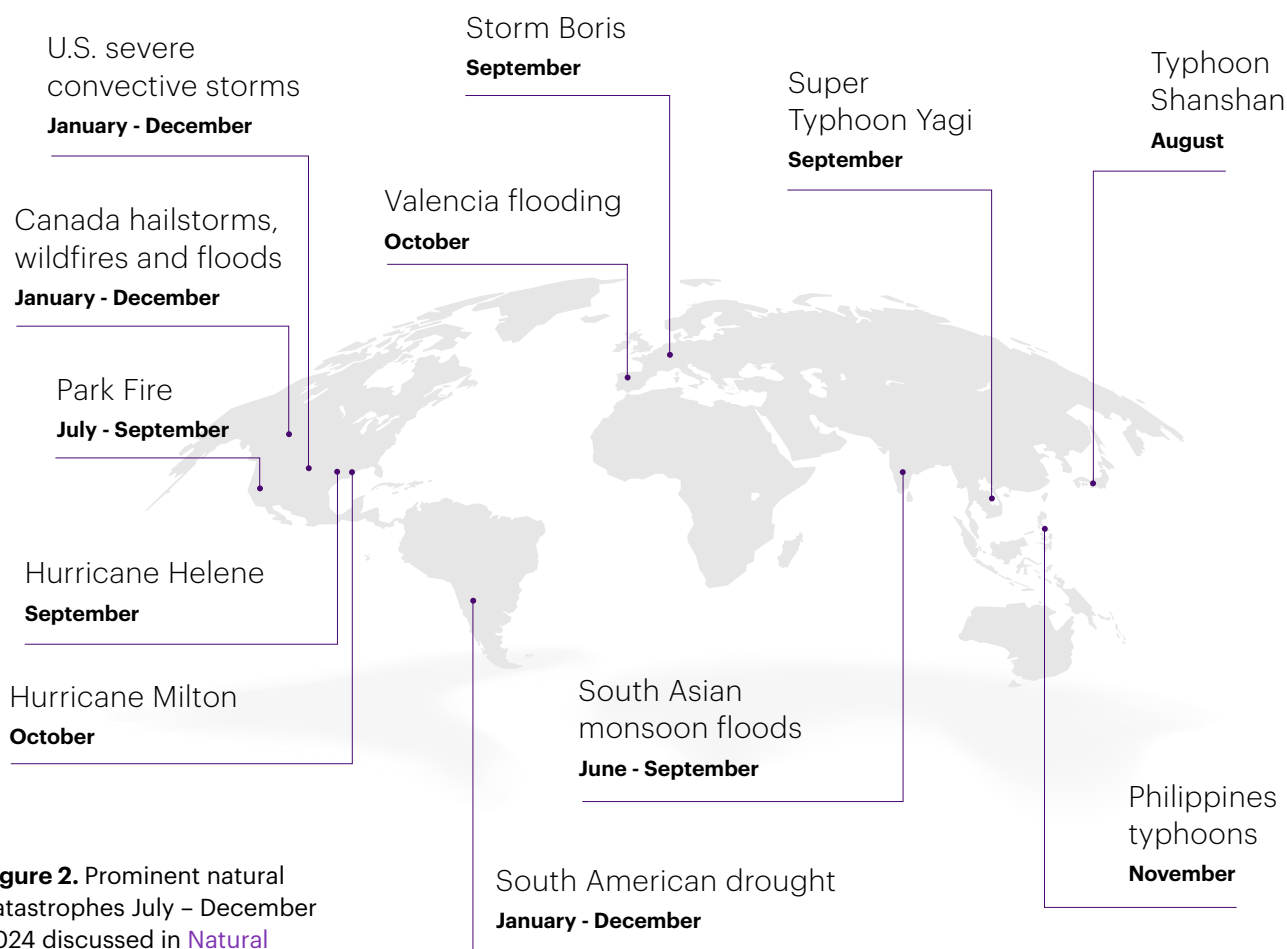 U.S. severe
convective storms
January - December
Storm Boris
September
Super
Typhoon Yagi
September
Typhoon
Shanshan
August
Canada hailstorms,
wildfires and floods
January - December
Valencia flooding
October
Park Fire
July - September
Hurricane Helene
September
Hurricane Milton
October
South Asian
monsoon floods
June - September
Philippines
typhoons
November
South American drought
January - December
gure 2. Prominent natural
atastrophes July – December
024 discussed in Natural